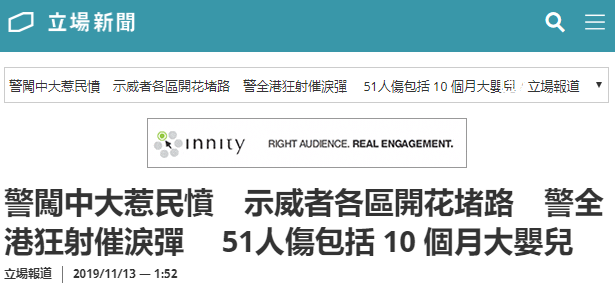 立場新聞
警闖中大惹民憤　示威者各區開花堵路　警全港狂射催淚彈　 51人傷包括 10 個月大嬰兒 / 立場報道
innity RIGHT AUDIENCE. REAL ENGAGEMENT.
警闖中大惹民憤　示威者各區開花堵路　警全
港狂射催淚彈　 51人傷包括 10 個月大嬰兒
立場報道 | 2019/11/13 — 1:52